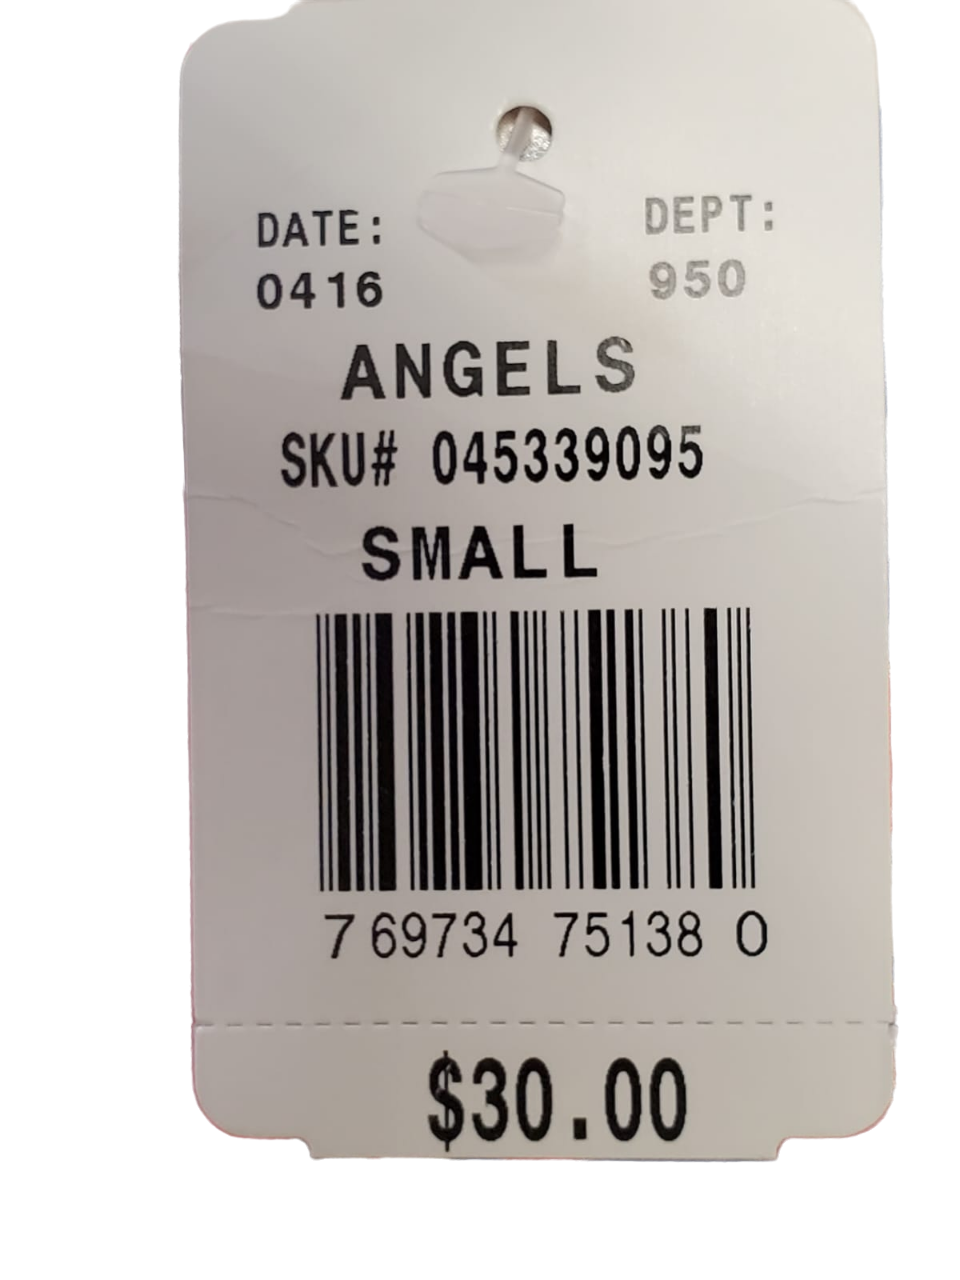 DATE: DEPT:
0416 950
ANGELS
SKU# 045339095
SMALL
7 69734 75138 0
$30.00